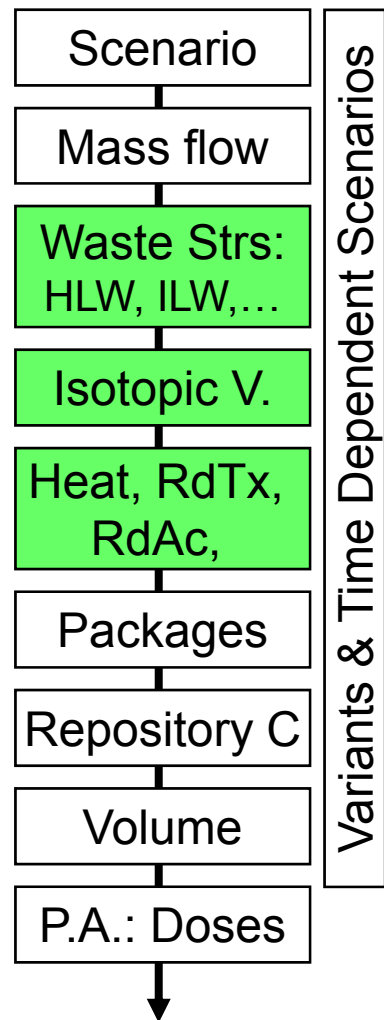 Scenario
Mass flow
Waste Strs:
HLW, ILW,…
Isotopic V.
Heat, RdTx,
RdAc,
Packages
Repository C
Volume
P.A.: Doses
Variants & Time Dependent Scenarios